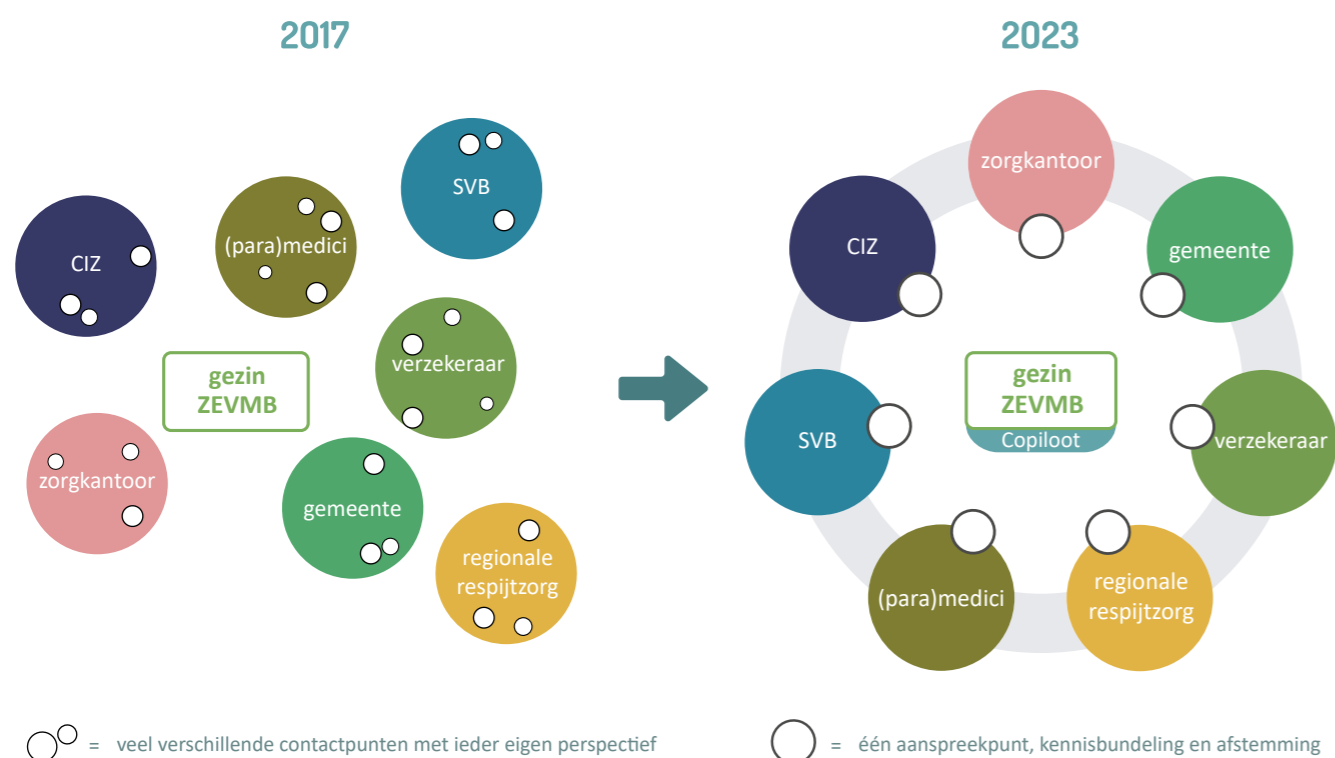 2017
SVB
(para)medici
CIZ
verzekeraar
gezin
ZEVMB
zorgkantoor
gemeente
regionale
respijtzorg
= veel verschillende contactpunten met ieder eigen perspectief
2023
zorgkantoor
CIZ
gemeente
gezin
ZEVMB
Copiloot
SVB
verzekeraar
(para)medici
regionale
respijtzorg
= één aanspreekpunt, kennisbundeling en afstemming